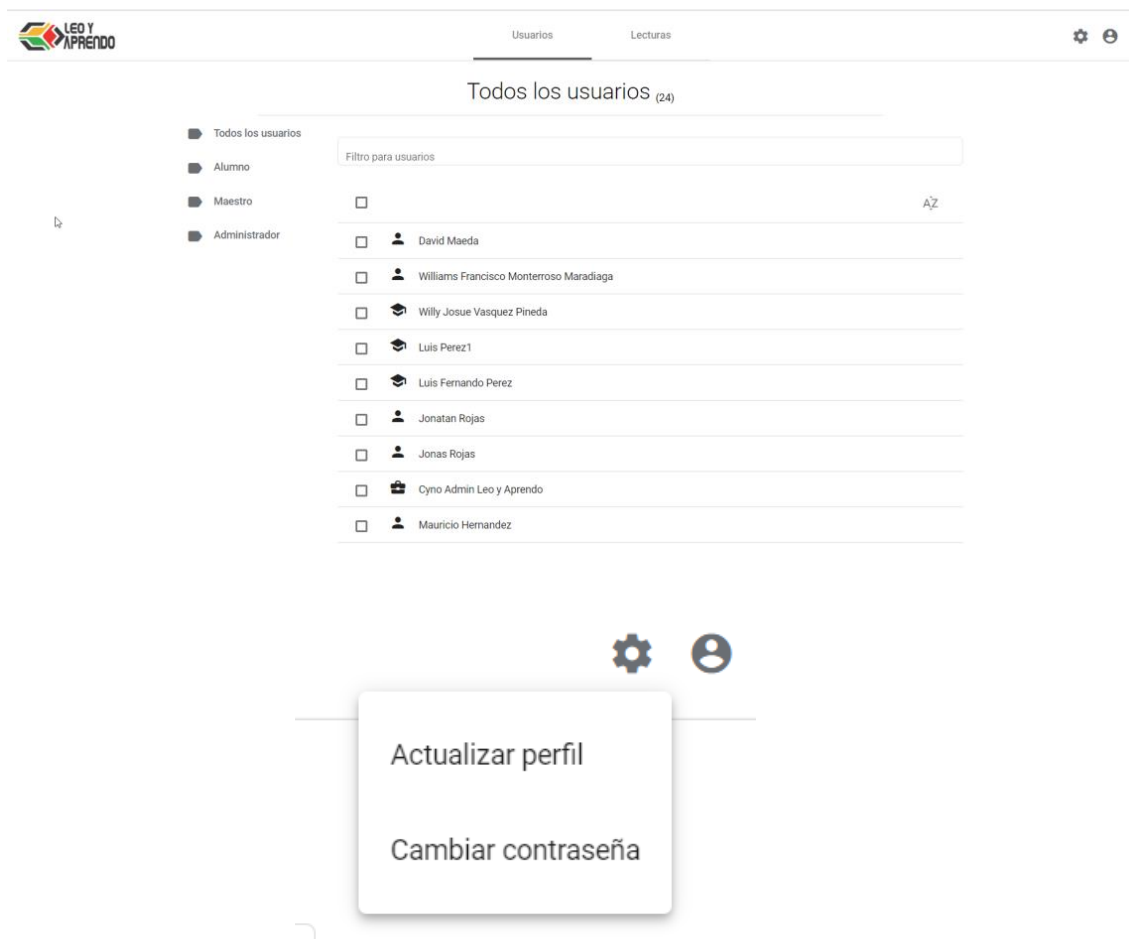 LEO Y
APRENDO
Usuarios
Lecturas
Todos los usuarios (24)
Todos los usuarios
Alumno
Maestro
Administrador
Filtro para usuarios
AZ
David Maeda
Williams Francisco Monterroso Maradiaga
Willy Josue Vasquez Pineda
Luis Perez1
Luis Fernando Perez
Jonatan Rojas
Jonas Rojas
Cyno Admin Leo y Aprendo
Mauricio Hernandez
Actualizar perfil
Cambiar contraseña